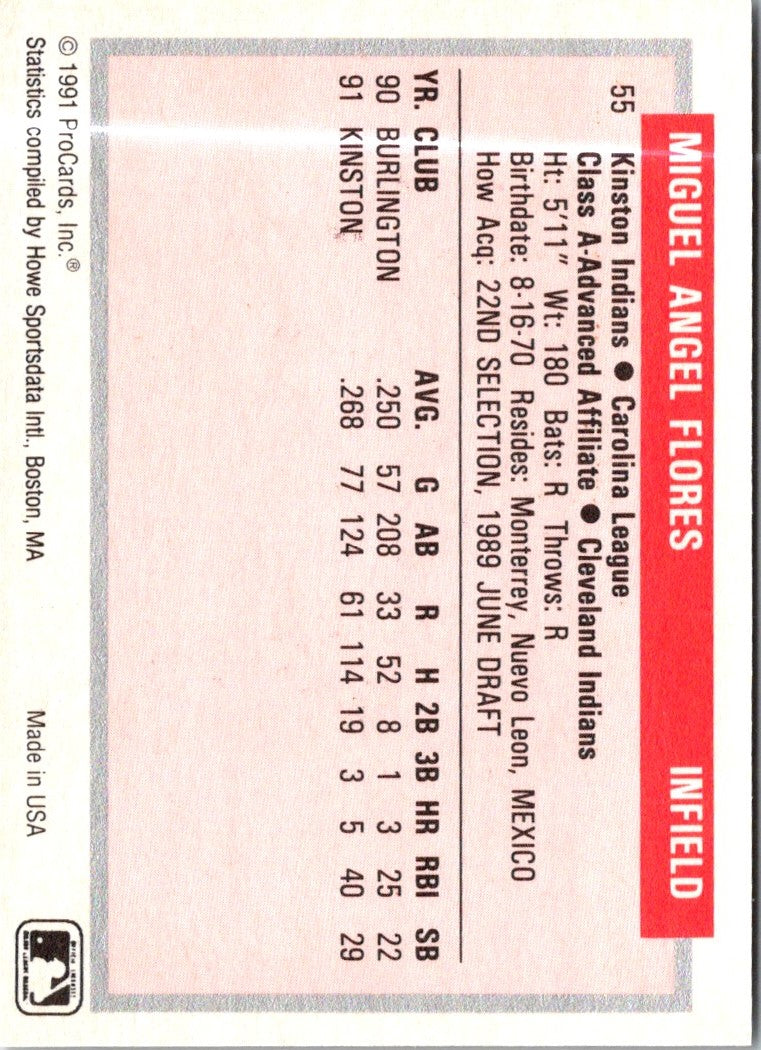 MIGUEL ANGEL FLORES INFIELD
55 Kinston Indians ● Carolina League
Class A-Advanced Affiliate ● Cleveland Indians
Ht: 5'11" Wt: 180 Bats: R Throws: R
Birthdate: 8-16-70 Resides: Monterrey, Nuevo Leon, MEXICO
How Acq: 22ND SELECTION, 1989 JUNE DRAFT
YR. CLUB AVG. G AB R H 2B 3B HR RBI SB
90 BURLINGTON .250 57 208 33 52 8 1 3 25 22
91 KINSTON .268 77 124 61 114 19 3 5 40 29
© 1991 ProCards, Inc.®
Statistics compiled by Howe Sportsdata Intl., Boston, MA Made in USA